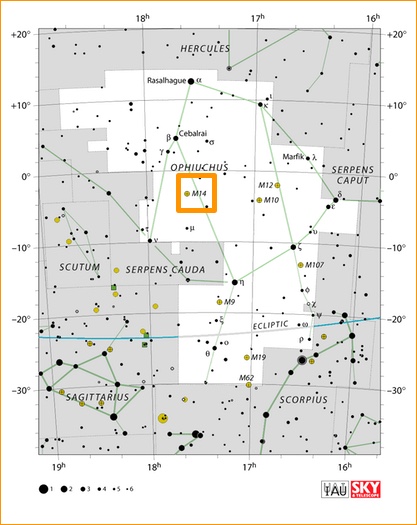 18h 17h 16h
+20° +20°
HERCULES
Rasalhague α
+10° +10°
κ ι
β Cebalrai
γ σ
Marfik λ
OPHIUCHUS
SERPENS
CAPUT
0° 0°
M14
M12
M10
δ
ε
μ
τ
ν
υ
ζ
-10° -10°
SCUTUM
SERPENS CAUDA
M107
η
M9
φ
χ
ψ
ξ
ω
ECLIPTIC
-20° -20°
ο
θ
ρ
M19
M62
-30° -30°
SAGITTARIUS
SCORPIUS
19h 18h 17h 16h
1 2 3 4 5 6
IAU
SKY
& TELESCOPE